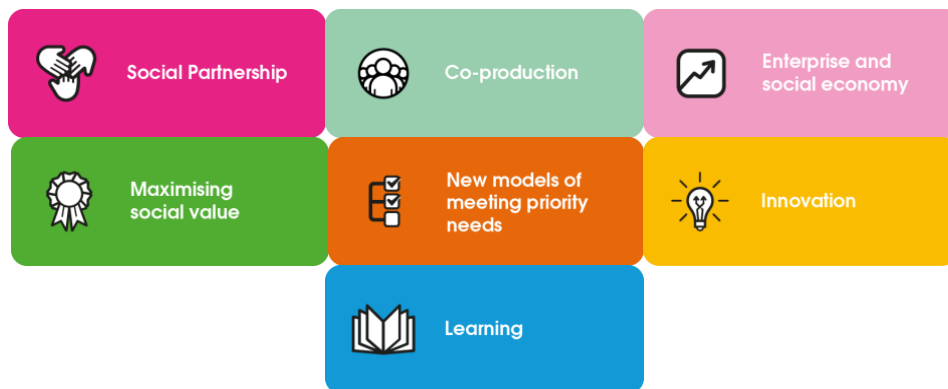 Social Partnership
Co-production
Enterprise and
social economy
Maximising
social value
New models of
meeting priority
needs
Innovation
Learning